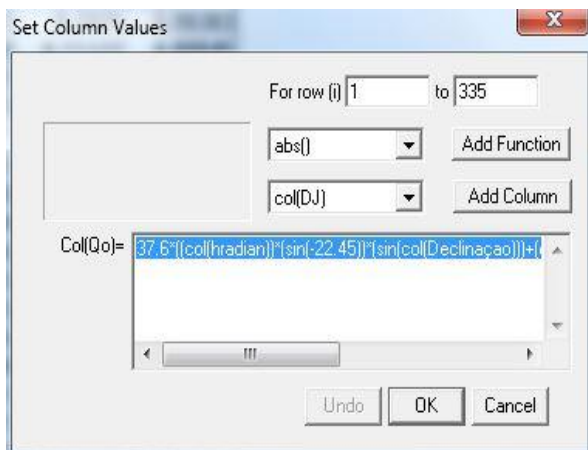 Set Column Values
For row (i) 1 to 335
abs() Add Function
col(DJ) Add Column
Col(Qo)= 37.6*((col(hradian))*(sin(-22.45))*(sin(col(Declinaçao)))+(
Undo OK Cancel